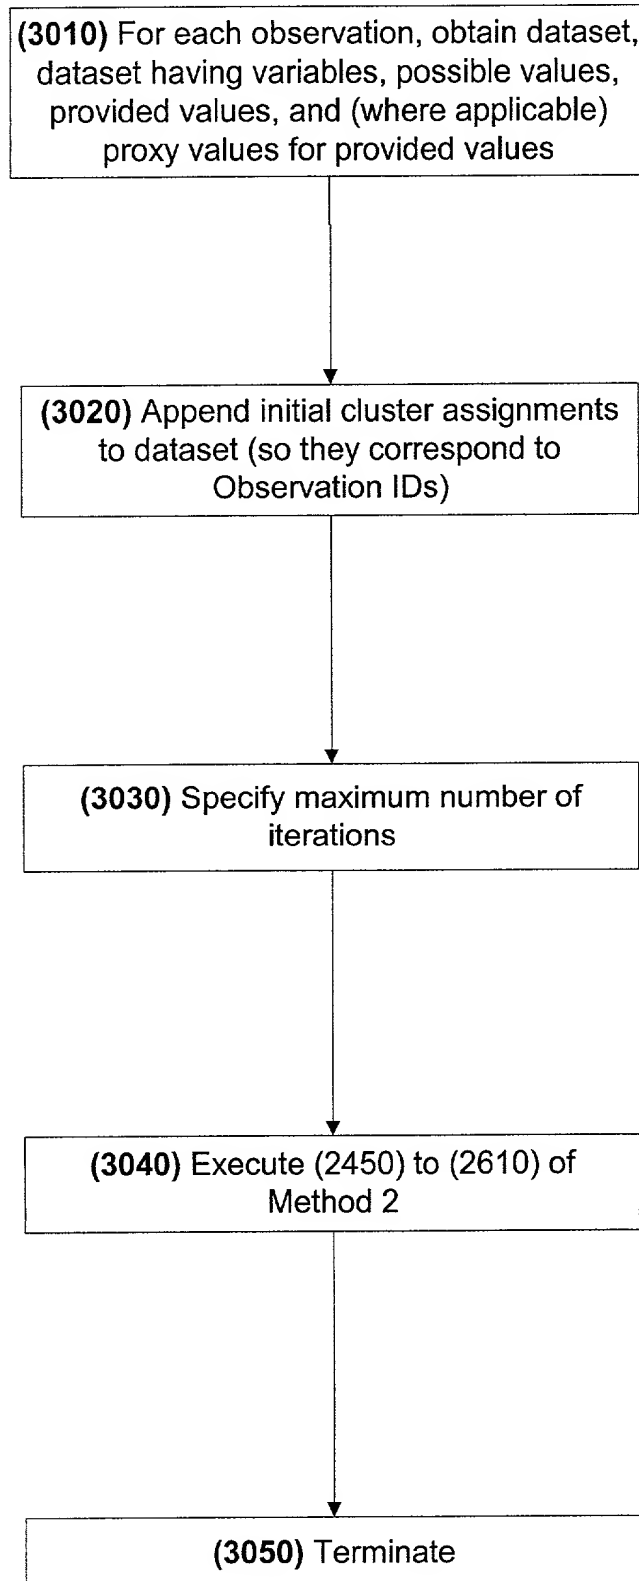 (3010) For each observation, obtain dataset,
dataset having variables, possible values,
provided values, and (where applicable)
proxy values for provided values
(3020) Append initial cluster assignments
to dataset (so they correspond to
Observation IDs)
(3030) Specify maximum number of
iterations
(3040) Execute (2450) to (2610) of
Method 2
(3050) Terminate